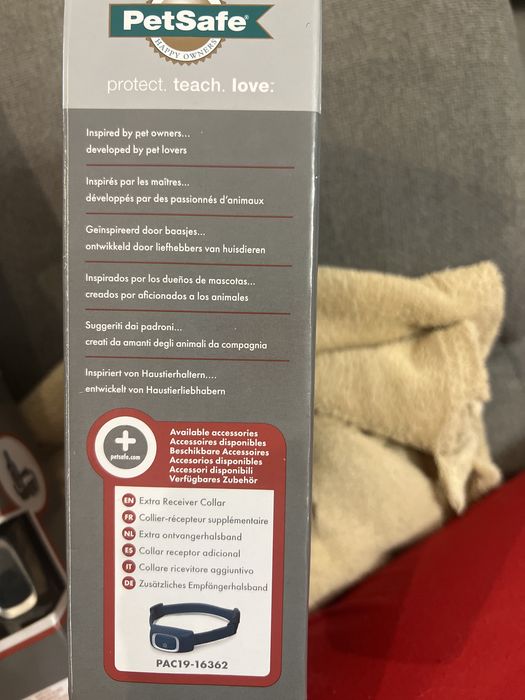 PetSafe®
HAPPY OWNERS
protect. teach. love:
Inspired by pet owners...
developed by pet lovers
Inspirés par les maîtres...
développés par des passionnés d'animaux
Geïnspireerd door baasjes...
ontwikkeld door liefhebbers van huisdieren
Inspirados por los dueños de mascotas...
creados por aficionados a los animales
Suggeriti dai padroni...
creati da amanti degli animali da compagnia
Inspiriert von Haustierhaltern....
entwickelt von Haustierliebhabern
+
petsafe.com
Available accessories
Accessoires disponibles
Beschikbare Accessoires
Accesorios disponibles
Accessori disponibili
Verfügbares Zubehör
EN Extra Receiver Collar
FR Collier-récepteur supplémentaire
NL Extra ontvangerhalsband
ES Collar receptor adicional
IT Collare ricevitore aggiuntivo
DE Zusätzliches Empfängerhalsband
PAC19-16362